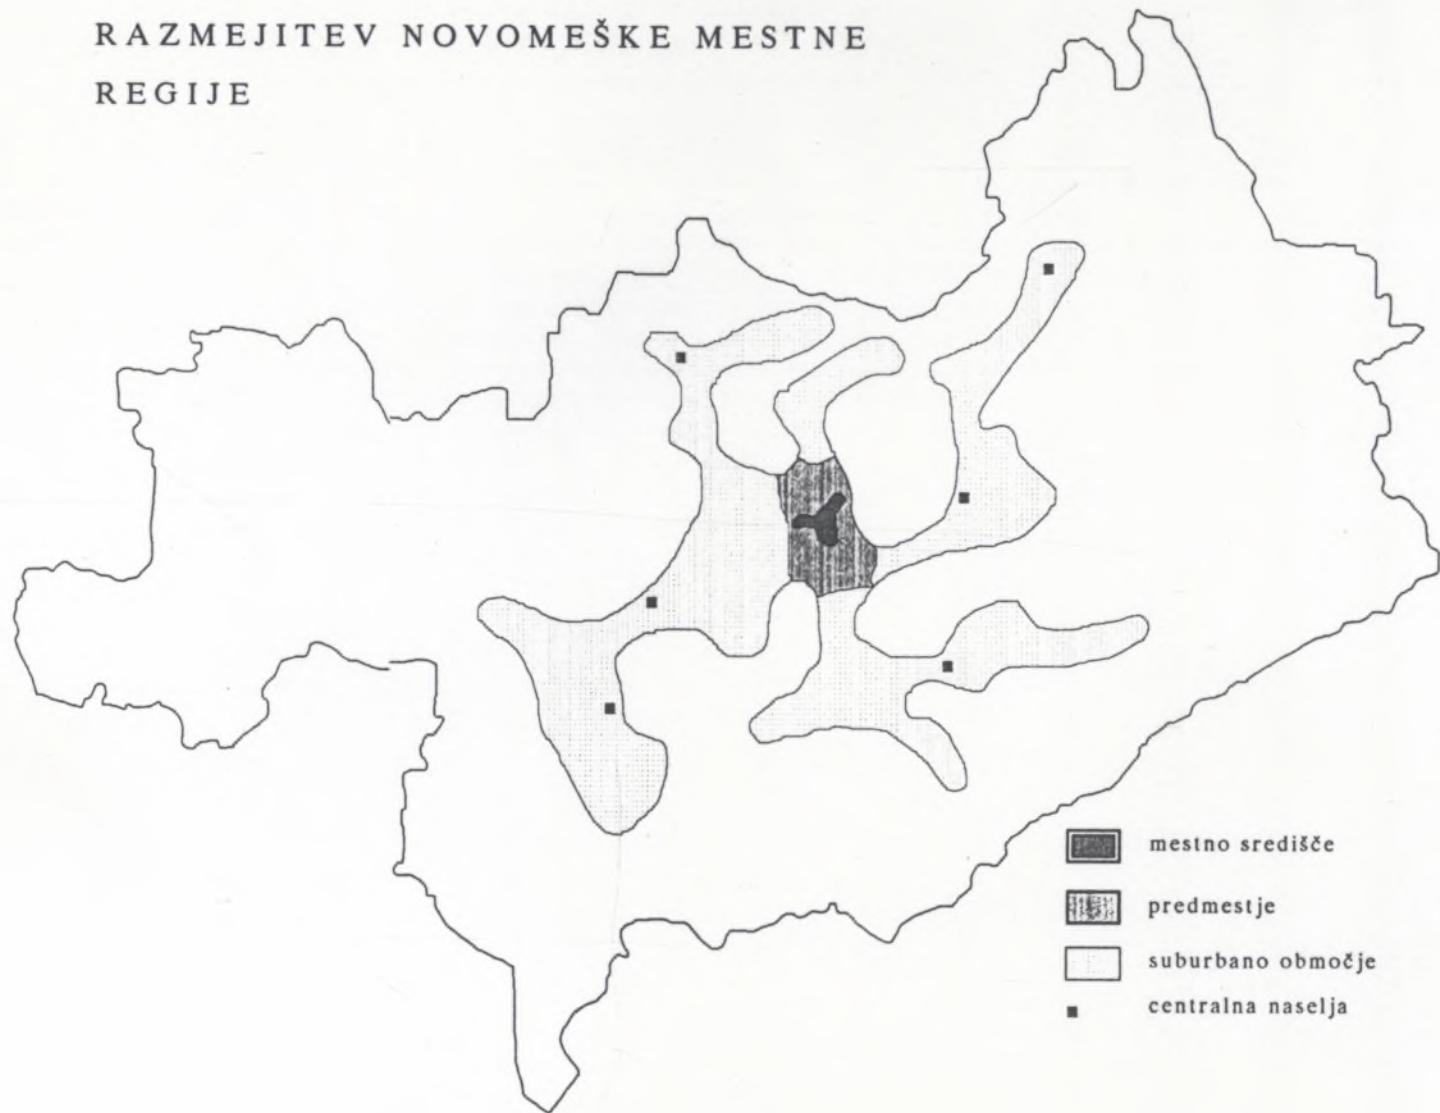 RAZMEJITEV NOVOMEŠKE MESTNE
REGIJE
mestno središče
predmestje
suburbano območje
centralna naselja